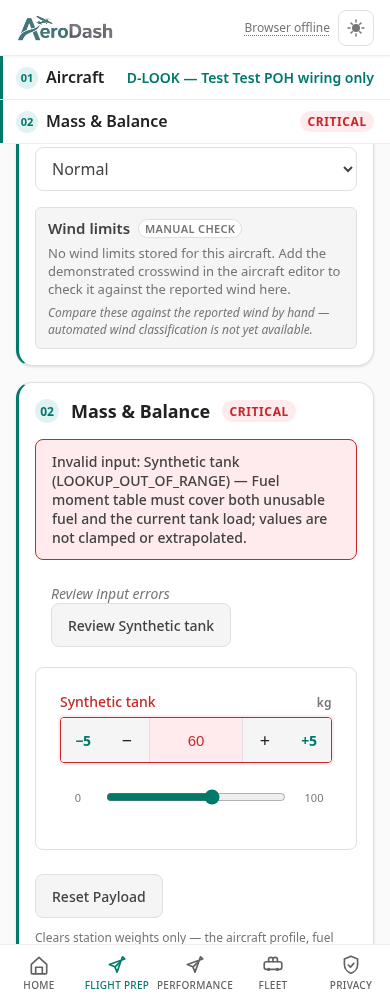 AeroDash
Browser offline
01 Aircraft D-LOOK — Test Test POH wiring only
02 Mass & Balance CRITICAL
Normal
Wind limits MANUAL CHECK
No wind limits stored for this aircraft. Add the
demonstrated crosswind in the aircraft editor to
check it against the reported wind here.
Compare these against the reported wind by hand —
automated wind classification is not yet available.
02 Mass & Balance CRITICAL
Invalid input: Synthetic tank
(LOOKUP_OUT_OF_RANGE) — Fuel
moment table must cover both unusable
fuel and the current tank load; values are
not clamped or extrapolated.
Review input errors
Review Synthetic tank
Synthetic tank kg
−5 − 60 + +5
0 100
Reset Payload
Clears station weights only — the aircraft profile, fuel
HOME FLIGHT PREP PERFORMANCE FLEET PRIVACY